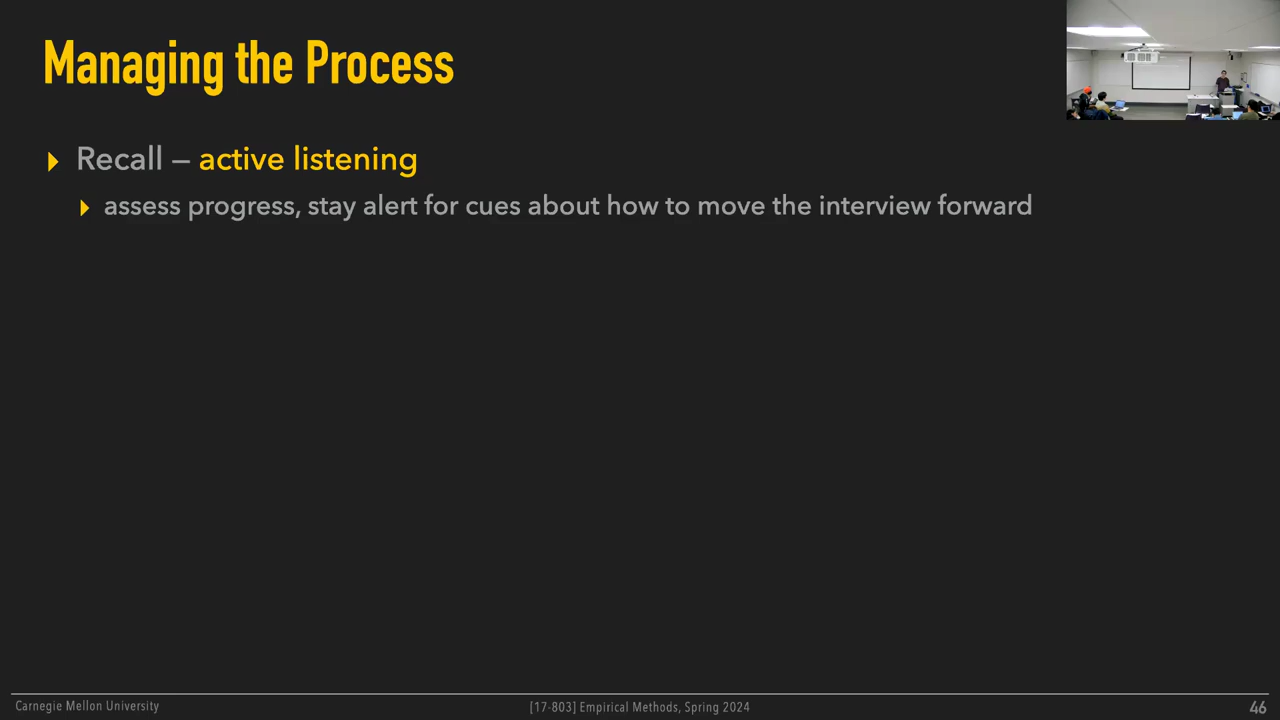 Managing the Process
Recall – active listening
assess progress, stay alert for cues about how to move the interview forward
Carnegie Mellon University
[17-803] Empirical Methods, Spring 2024
46